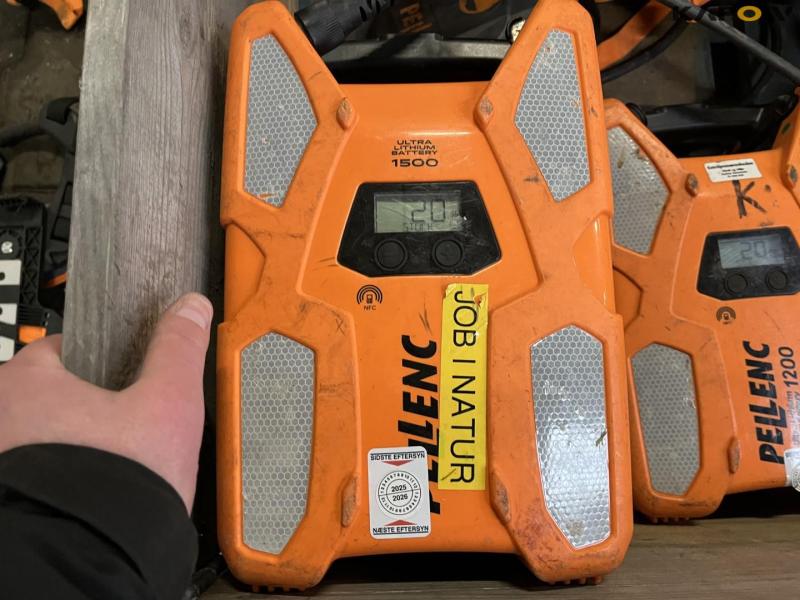 ULTRA
LITHIUM
BATTERY
1500
20
NFC
PELLENC
JOB I NATUR
SIDSTE EFTERSYN
2025
2026
NÆSTE EFTERSYN
K
20
PELLENC
1200